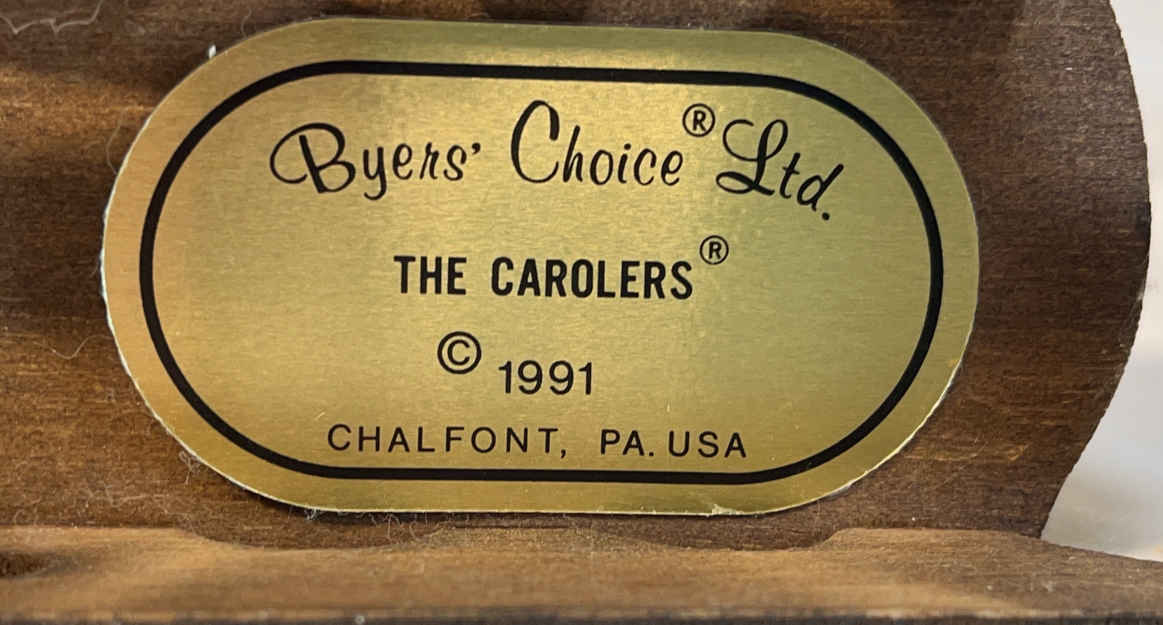 Byers' Choice® Ltd.
THE CAROLERS®
© 1991
CHALFONT, PA. USA